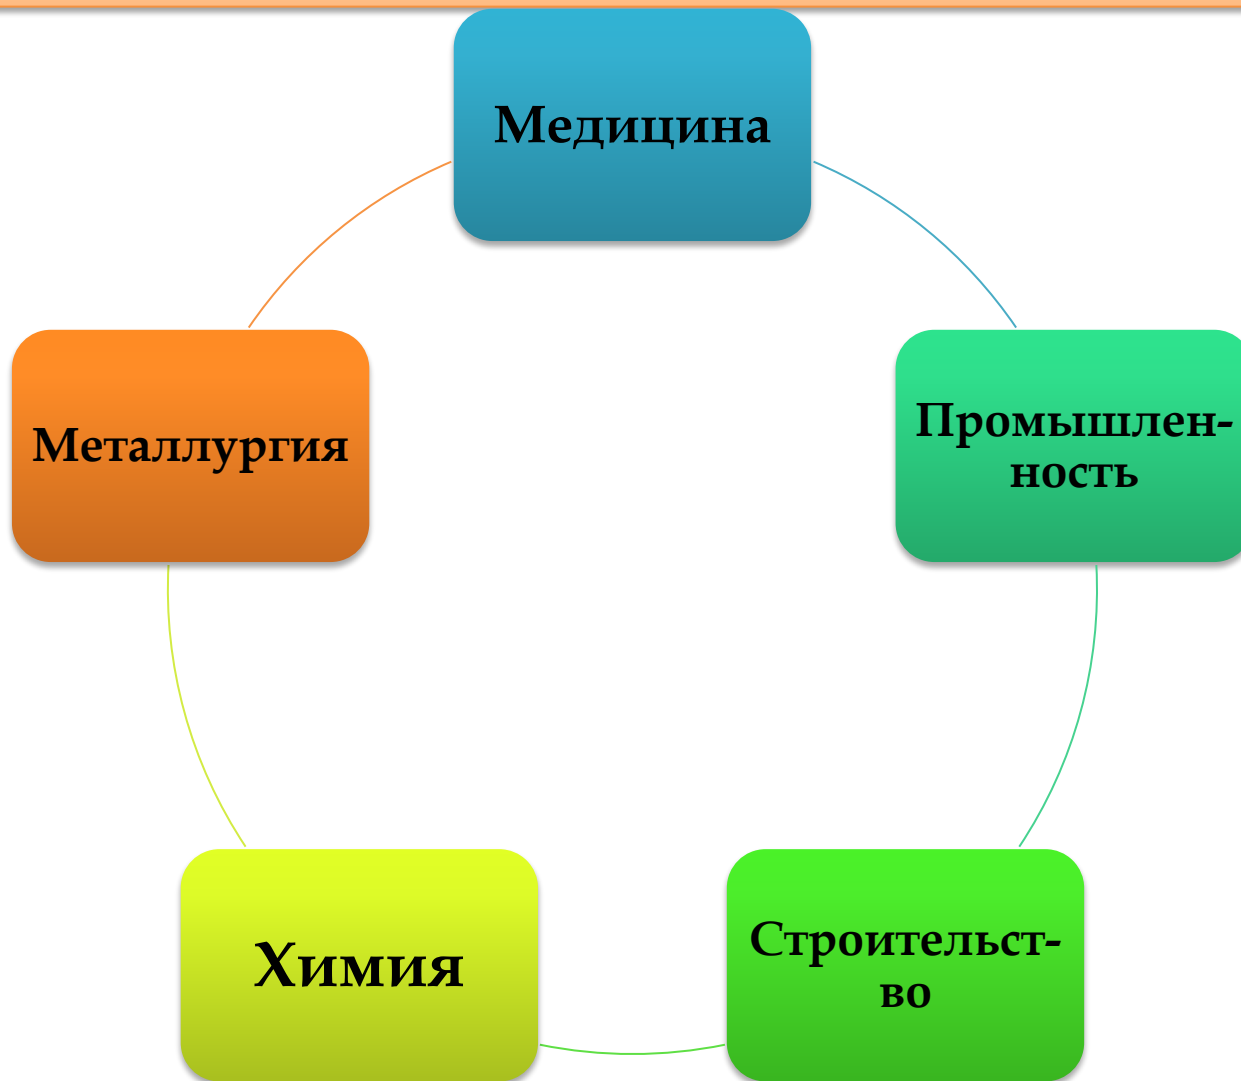 Медицина
Промышлен-
ность
Строительст-
во
Химия
Металлургия